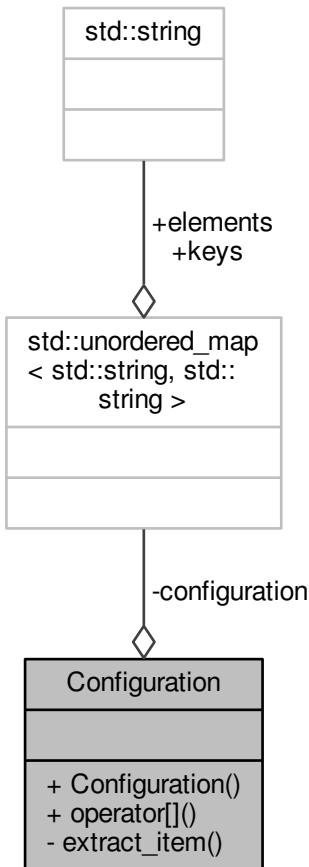 std::string
+elements
+keys
std::unordered_map
< std::string, std::
string >
-configuration
Configuration
+ Configuration()
+ operator[]()
- extract_item()